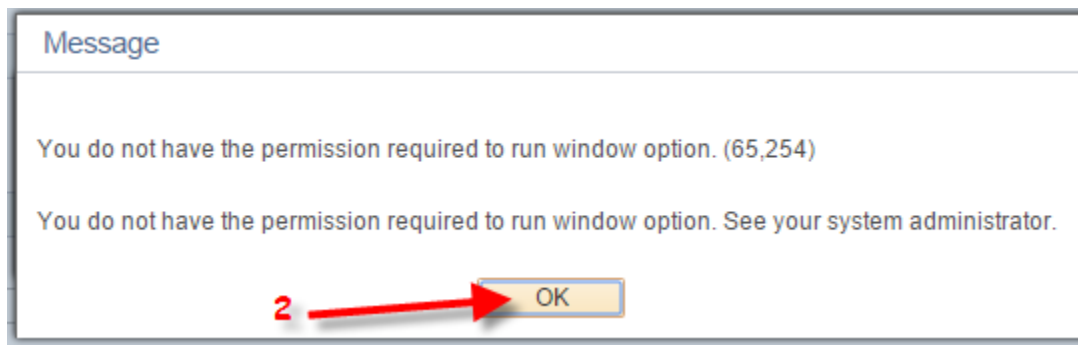 Message
You do not have the permission required to run window option. (65,254)
You do not have the permission required to run window option. See your system administrator.
2 OK